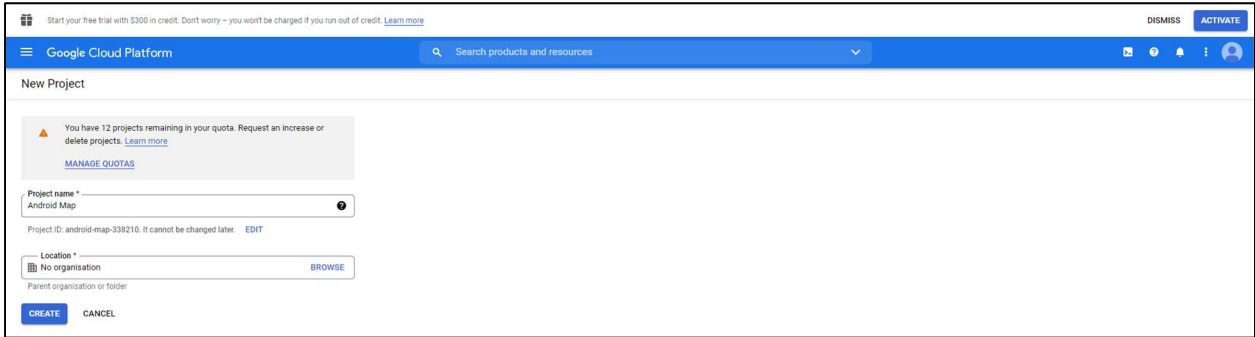 Start your free trial with $300 in credit. Don't worry – you won't be charged if you run out of credit. Learn more
DISMISS
ACTIVATE
Google Cloud Platform
Search products and resources
New Project
You have 12 projects remaining in your quota. Request an increase or
delete projects. Learn more
MANAGE QUOTAS
Project name *
Android Map
Project ID: android-map-338210. It cannot be changed later. EDIT
Location *
No organisation
BROWSE
Parent organisation or folder
CREATE
CANCEL